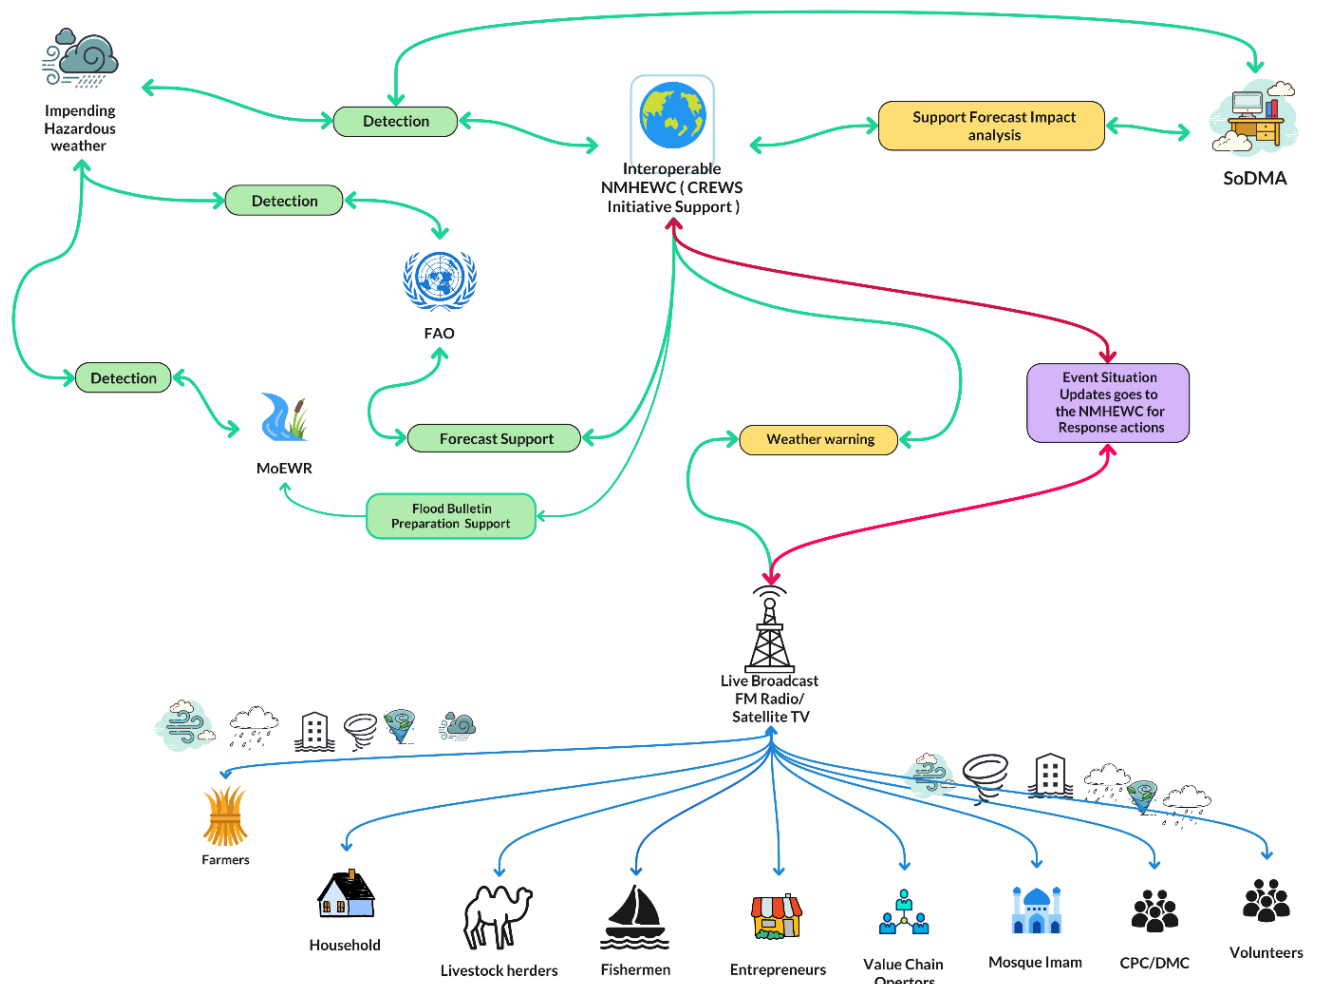 Impending
Hazardous
weather
Detection
Interoperable
NMHEWC ( CREWS
Initiative Support )
Support Forecast Impact
analysis
SoDMA
Detection
FAO
Detection
MoEWR
Forecast Support
Flood Bulletin
Preparation Support
Weather warning
Event Situation
Updates goes to
the NMHEWC for
Response actions
Live Broadcast
FM Radio/
Satellite TV
Farmers
Household
Livestock herders
Fishermen
Entrepreneurs
Value Chain
Opertors
Mosque Imam
CPC/DMC
Volunteers